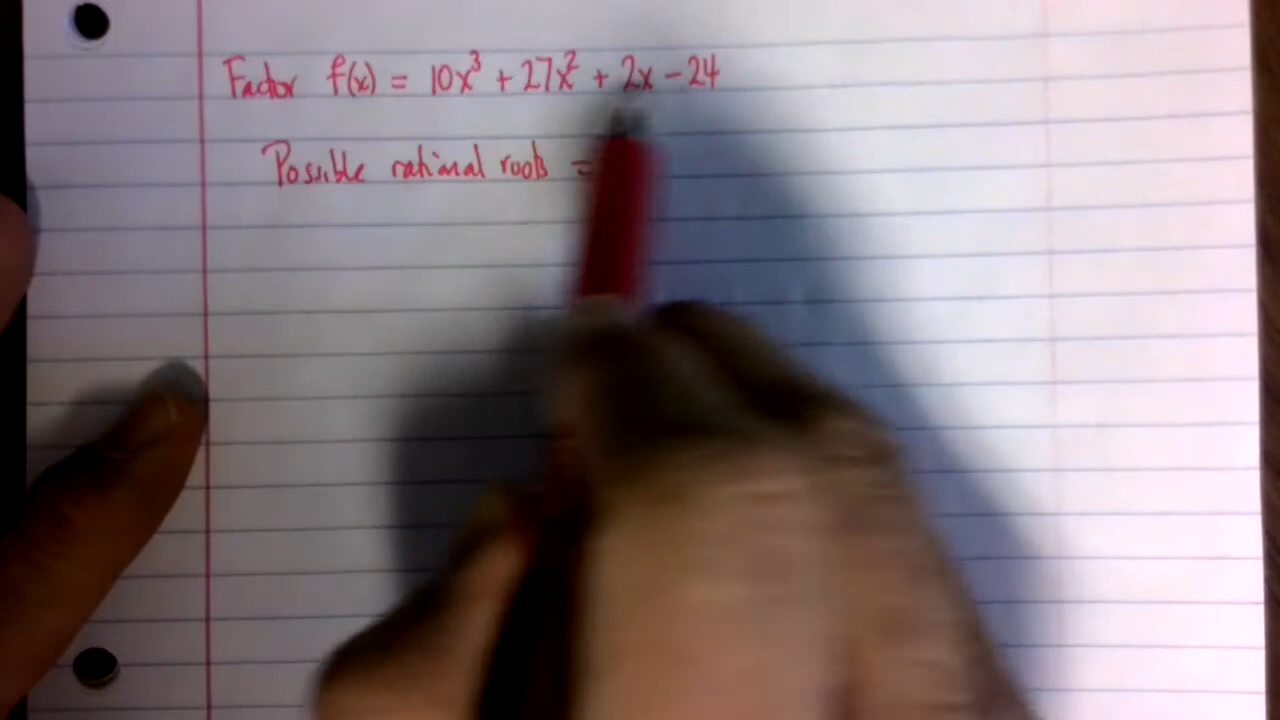 Factor f(x) = 10x³ + 27x² + 2x - 24
Possible rational roots =